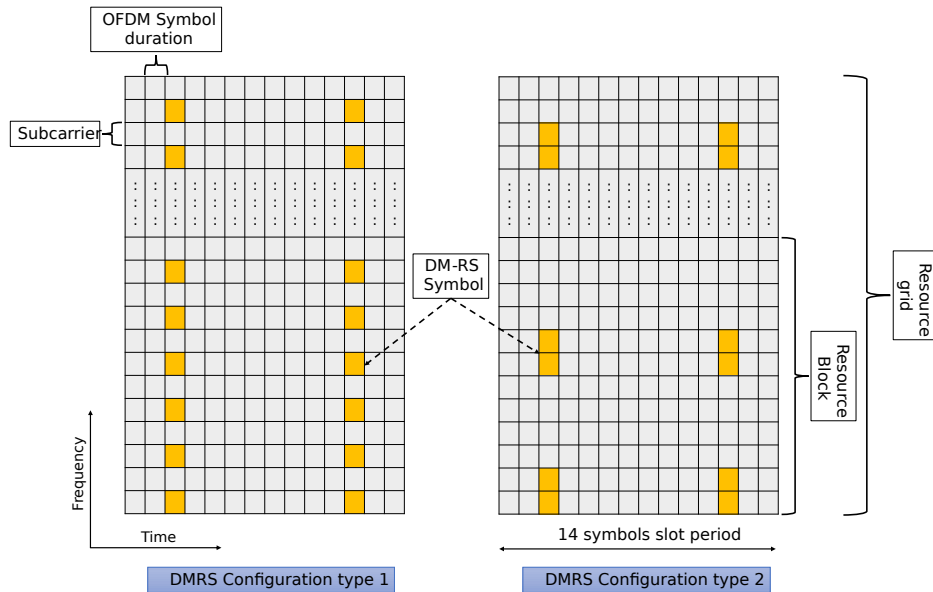 OFDM Symbol
duration
Subcarrier
DM-RS
Symbol
Resource
grid
Resource
Block
Frequency
Time
14 symbols slot period
DMRS Configuration type 1
DMRS Configuration type 2